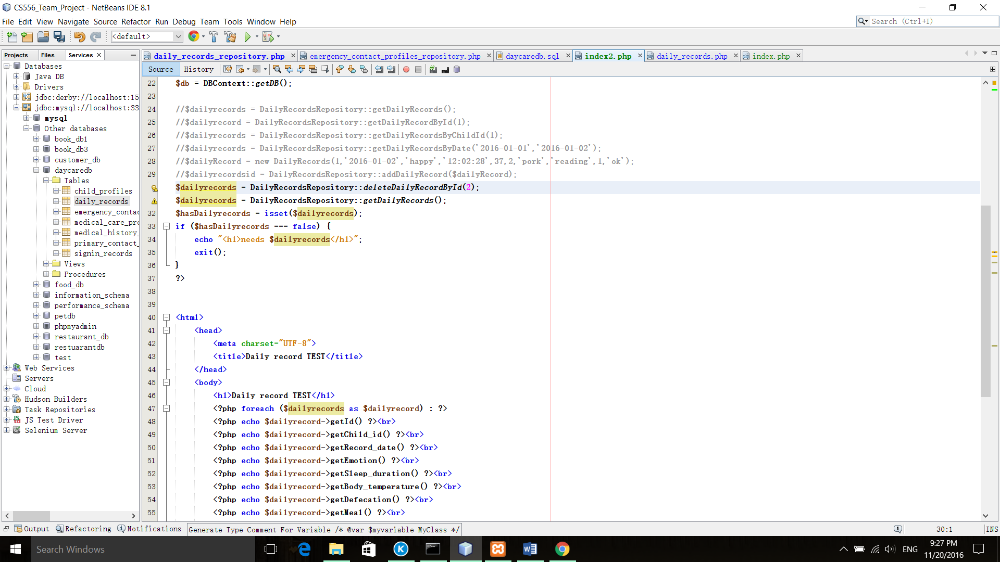 CS556_Team_Project - NetBeans IDE 8.1
File Edit View Navigate Source Refactor Run Debug Team Tools Window Help
Search (Ctrl+I)
<default>
Projects Files Services
daily_records_repository.php emergency_contact_profiles_repository.php daycaredb.sql index2.php daily_records.php index.php
Source History
Databases
Java DB
Drivers
jdbc:derby://localhost:15
jdbc:mysql://localhost:33
mysql
Other databases
book_db1
book_db3
customer_db
daycaredb
Tables
child_profiles
daily_records
emergency_contac
medical_care_pro
medical_history_
primary_contact_
signin_records
Views
Procedures
food_db
information_schema
performance_schema
petdb
phpmyadmin
restaurant_db
restuarantdb
test
Web Services
Servers
Cloud
Hudson Builders
Task Repositories
JS Test Driver
Selenium Server
22 $db = DBContext::getDB();
23
24 //$dailyrecords = DailyRecordsRepository::getDailyRecords();
25 //$dailyrecord = DailyRecordsRepository::getDailyRecordById(1);
26 //$dailyrecords = DailyRecordsRepository::getDailyRecordsByChildId(1);
27 //$dailyrecords = DailyRecordsRepository::getDailyRecordsByDate('2016-01-01','2016-01-02');
28 //$dailyRecord = new DailyRecords(1,'2016-01-02','happy','12:02:28',37,2,'pork','reading',1,'ok');
29 //$dailyrecordsid = DailyRecordsRepository::addDailyRecord($dailyRecord);
$dailyrecords = DailyRecordsRepository::deleteDailyRecordById(2);
$dailyrecords = DailyRecordsRepository::getDailyRecords();
32 $hasDailyrecords = isset($dailyrecords);
33 if ($hasDailyrecords === false) {
34 echo "<h1>needs $dailyrecords</h1>";
35 exit();
36 }
37 ?>
38
39
40 <html>
41 <head>
42 <meta charset="UTF-8">
43 <title>Daily record TEST</title>
44 </head>
45 <body>
46 <h1>Daily record TEST</h1>
47 <?php foreach ($dailyrecords as $dailyrecord) : ?>
48 <?php echo $dailyrecord->getId() ?><br>
49 <?php echo $dailyrecord->getChild_id() ?><br>
50 <?php echo $dailyrecord->getRecord_date() ?><br>
51 <?php echo $dailyrecord->getEmotion() ?><br>
52 <?php echo $dailyrecord->getSleep_duration() ?><br>
53 <?php echo $dailyrecord->getBody_temperature() ?><br>
54 <?php echo $dailyrecord->getDefecation() ?><br>
55 <?php echo $dailyrecord->getMeal() ?><br>
Output Refactoring Notifications Generate Type Comment For Variable /* @var $myvariable MyClass */ 30:1 INS
Search Windows
ENG
9:27 PM
11/20/2016